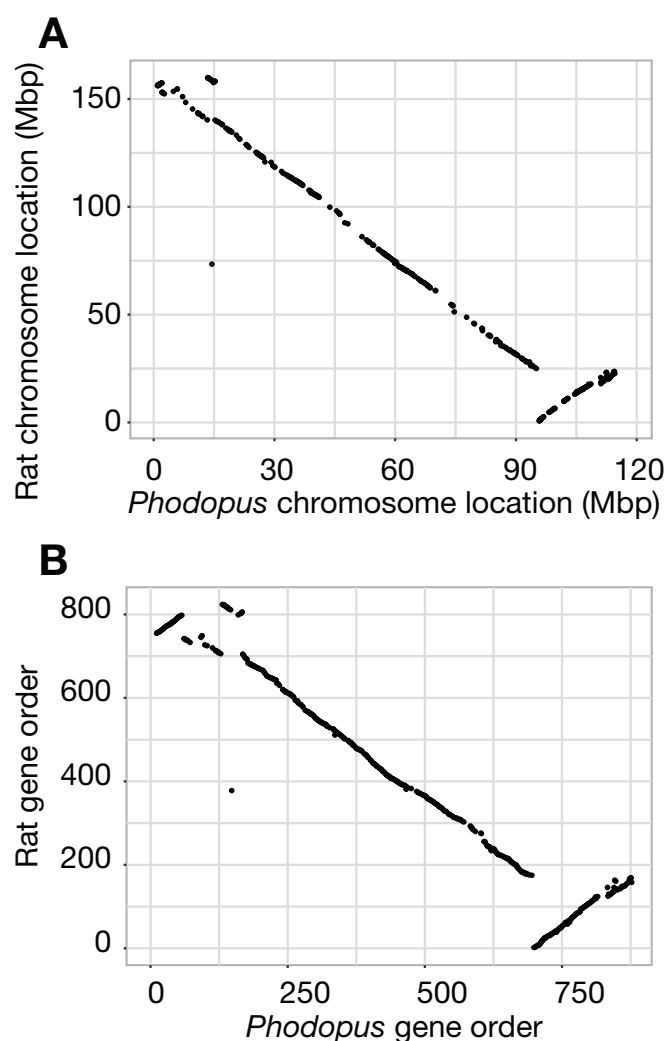 A
Rat chromosome location (Mbp)
150
100
50
0
0 30 60 90 120
Phodopus chromosome location (Mbp)
B
Rat gene order
800
600
400
200
0
0 250 500 750
Phodopus gene order